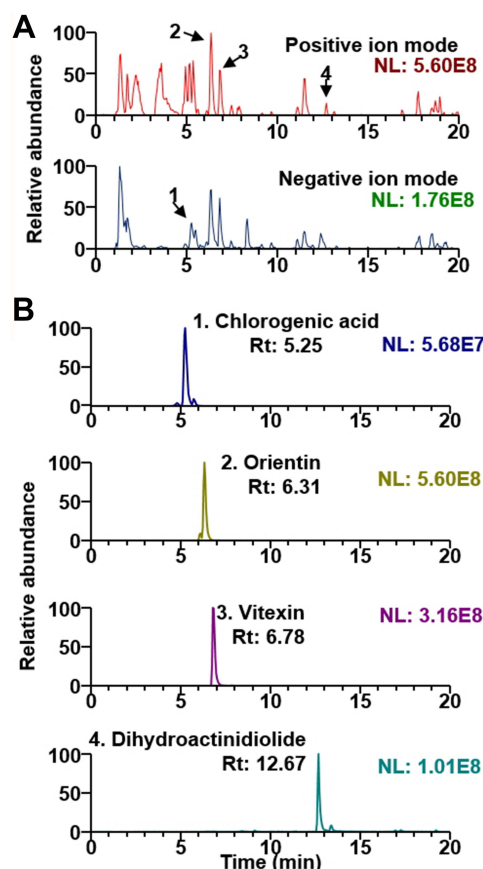 A
Relative abundance
100
50
0
2
3
4
Positive ion mode
NL: 5.60E8
0 5 10 15 20
100
50
0
1
Negative ion mode
NL: 1.76E8
0 5 10 15 20
B
Relative abundance
1. Chlorogenic acid
Rt: 5.25
NL: 5.68E7
100
50
0
0 5 10 15 20
2. Orientin
Rt: 6.31
NL: 5.60E8
100
50
0
0 5 10 15 20
3. Vitexin
Rt: 6.78
NL: 3.16E8
100
50
0
0 5 10 15 20
4. Dihydroactinidiolide
Rt: 12.67
NL: 1.01E8
100
50
0
0 5 10 15 20
Time (min)